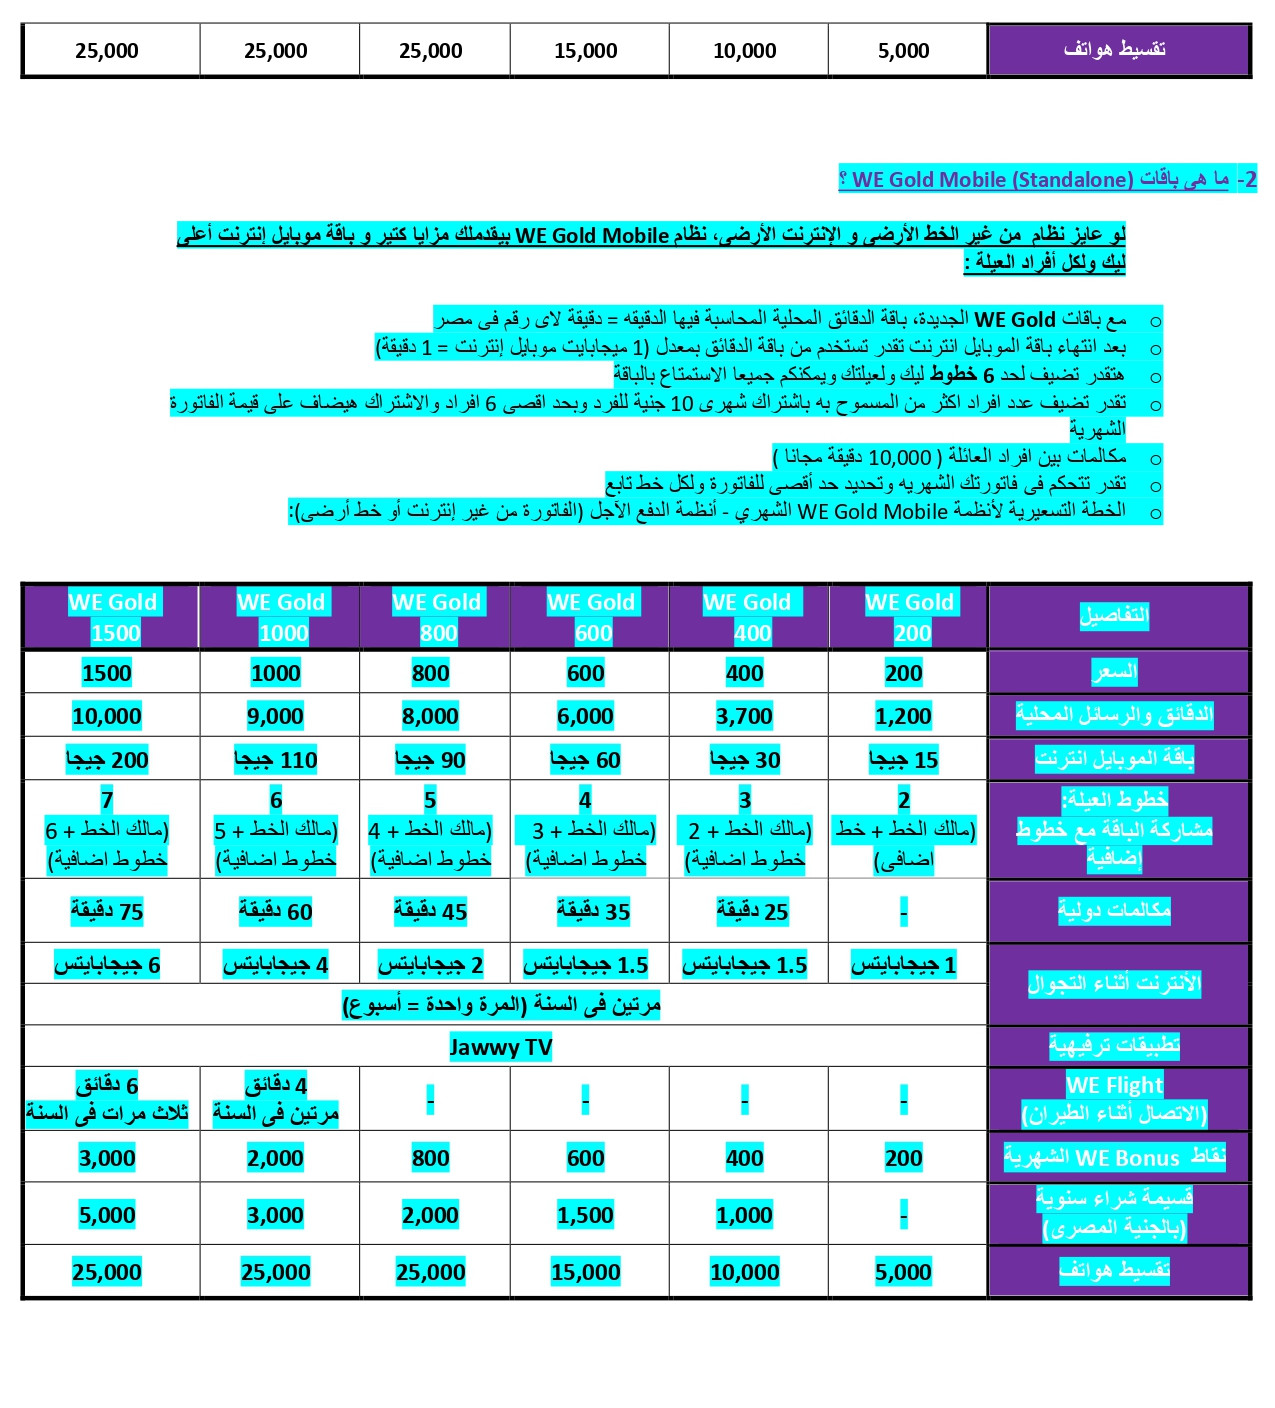 تقسيط هواتف 5,000 10,000 15,000 25,000 25,000 25,000
2- ما هى باقات WE Gold Mobile (Standalone) ؟
لو عايز نظام من غير الخط الأرضى و الإنترنت الأرضى، نظام WE Gold Mobile بيقدملك مزايا كتير و باقة موبايل إنترنت أعلى
ليك ولكل أفراد العيلة :
o مع باقات WE Gold الجديدة، باقة الدقائق المحلية المحاسبة فيها الدقيقه = دقيقة لاى رقم فى مصر
o بعد انتهاء باقة الموبايل انترنت تقدر تستخدم من باقة الدقائق بمعدل (1 ميجابايت موبايل إنترنت = 1 دقيقة)
o هتقدر تضيف لحد 6 خطوط ليك ولعيلتك ويمكنكم جميعا الاستمتاع بالباقة
o تقدر تضيف عدد افراد اكثر من المسموح به باشتراك شهرى 10 جنية للفرد وبحد اقصى 6 افراد والاشتراك هيضاف على قيمة الفاتورة
الشهرية
o مكالمات بين افراد العائلة ( 10,000 دقيقة مجانا )
o تقدر تتحكم فى فاتورتك الشهريه وتحديد حد أقصى للفاتورة ولكل خط تابع
o الخطة التسعيرية لأنظمة WE Gold Mobile الشهري - أنظمة الدفع الآجل (الفاتورة من غير إنترنت أو خط أرضى):
التفاصيل WE Gold 200 WE Gold 400 WE Gold 600 WE Gold 800 WE Gold 1000 WE Gold 1500
السعر 200 400 600 800 1000 1500
الدقائق والرسائل المحلية 1,200 3,700 6,000 8,000 9,000 10,000
باقة الموبايل انترنت 15 جيجا 30 جيجا 60 جيجا 90 جيجا 110 جيجا 200 جيجا
خطوط العيلة: 2 3 4 5 6 7
مشاركة الباقة مع خطوط (مالك الخط + خط (مالك الخط + 2 (مالك الخط + 3 (مالك الخط + 4 (مالك الخط + 5 (مالك الخط + 6
إضافية اضافى) خطوط اضافية) خطوط اضافية) خطوط اضافية) خطوط اضافية) خطوط اضافية)
مكالمات دولية - 25 دقيقة 35 دقيقة 45 دقيقة 60 دقيقة 75 دقيقة
الأنترنت أثناء التجوال 1 جيجابايتس 1.5 جيجابايتس 1.5 جيجابايتس 2 جيجابايتس 4 جيجابايتس 6 جيجابايتس
مرتين فى السنة (المرة واحدة = أسبوع)
تطبيقات ترفيهية Jawwy TV
WE Flight - - - - 4 دقائق 6 دقائق
(الاتصال أثناء الطيران) مرتين فى السنة ثلاث مرات فى السنة
نقاط WE Bonus الشهرية 200 400 600 800 2,000 3,000
قسيمة شراء سنوية - 1,000 1,500 2,000 3,000 5,000
(بالجنية المصرى)
تقسيط هواتف 5,000 10,000 15,000 25,000 25,000 25,000